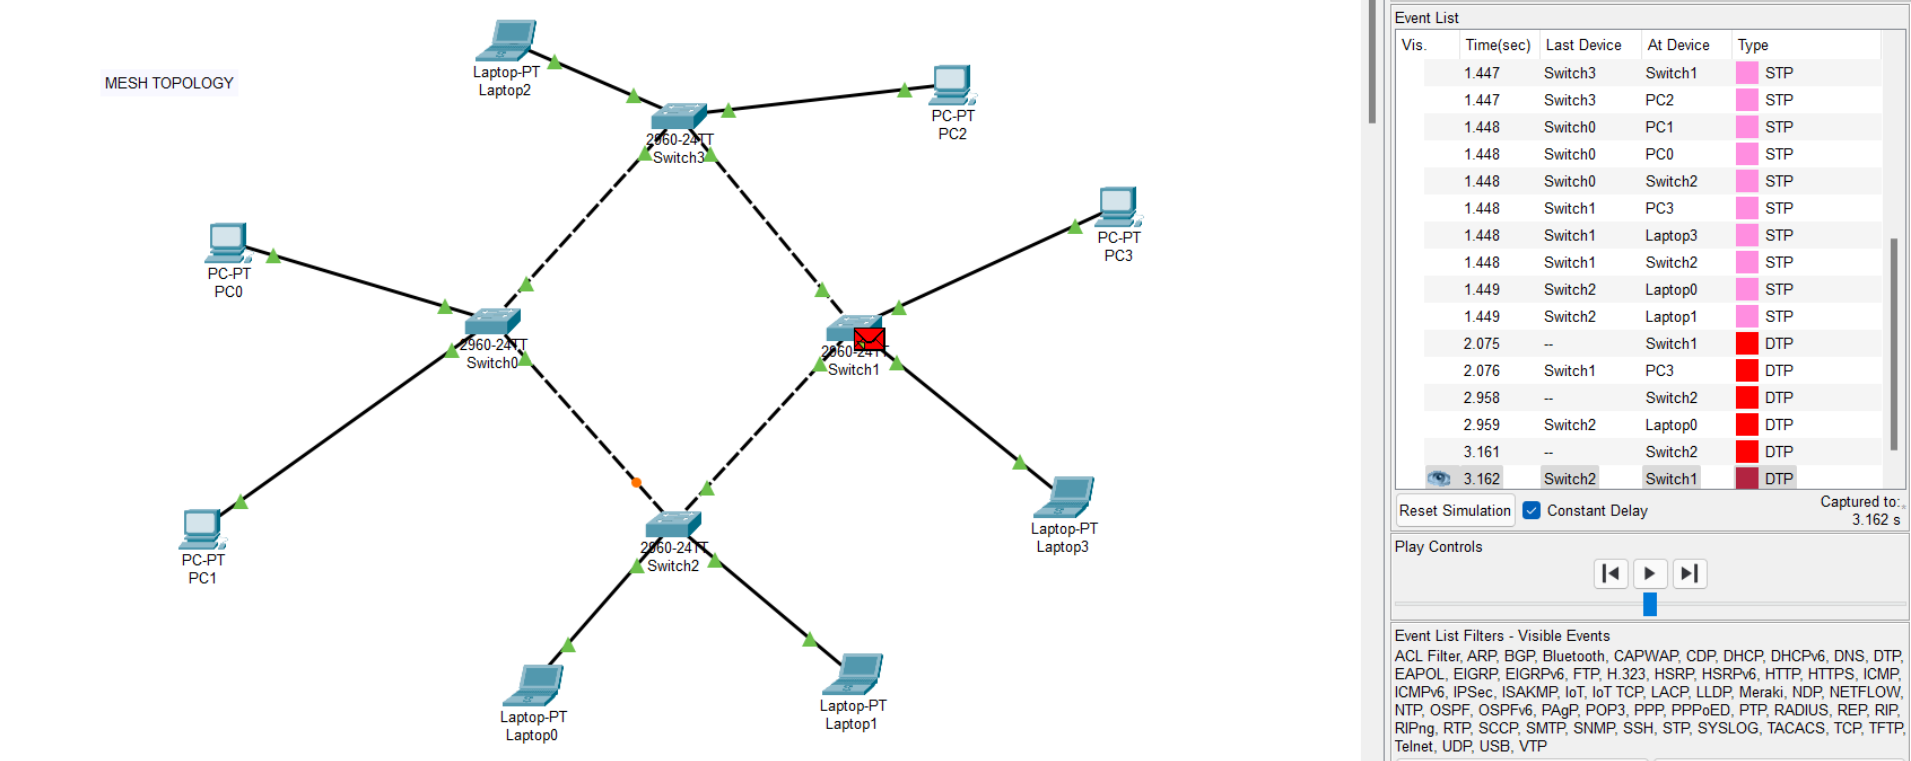 MESH TOPOLOGY
Laptop-PT
Laptop2
2960-24TT
Switch3
PC-PT
PC2
PC-PT
PC3
PC-PT
PC0
2960-24TT
Switch0
2960-24TT
Switch1
PC-PT
PC1
2960-24TT
Switch2
Laptop-PT
Laptop3
Laptop-PT
Laptop0
Laptop-PT
Laptop1
Event List
Vis. Time(sec) Last Device At Device Type
1.447 Switch3 Switch1 STP
1.447 Switch3 PC2 STP
1.448 Switch0 PC1 STP
1.448 Switch0 PC0 STP
1.448 Switch0 Switch2 STP
1.448 Switch1 PC3 STP
1.448 Switch1 Laptop3 STP
1.448 Switch1 Switch2 STP
1.449 Switch2 Laptop0 STP
1.449 Switch2 Laptop1 STP
2.075 -- Switch1 DTP
2.076 Switch1 PC3 DTP
2.958 -- Switch2 DTP
2.959 Switch2 Laptop0 DTP
3.161 -- Switch2 DTP
3.162 Switch2 Switch1 DTP
Reset Simulation Constant Delay Captured to:
3.162 s
Play Controls
Event List Filters - Visible Events
ACL Filter, ARP, BGP, Bluetooth, CAPWAP, CDP, DHCP, DHCPv6, DNS, DTP,
EAPOL, EIGRP, EIGRPv6, FTP, H.323, HSRP, HSRPv6, HTTP, HTTPS, ICMP,
ICMPv6, IPSec, ISAKMP, IoT, IoT TCP, LACP, LLDP, Meraki, NDP, NETFLOW,
NTP, OSPF, OSPFv6, PAgP, POP3, PPP, PPPoED, PTP, RADIUS, REP, RIP,
RIPng, RTP, SCCP, SMTP, SNMP, SSH, STP, SYSLOG, TACACS, TCP, TFTP,
Telnet, UDP, USB, VTP